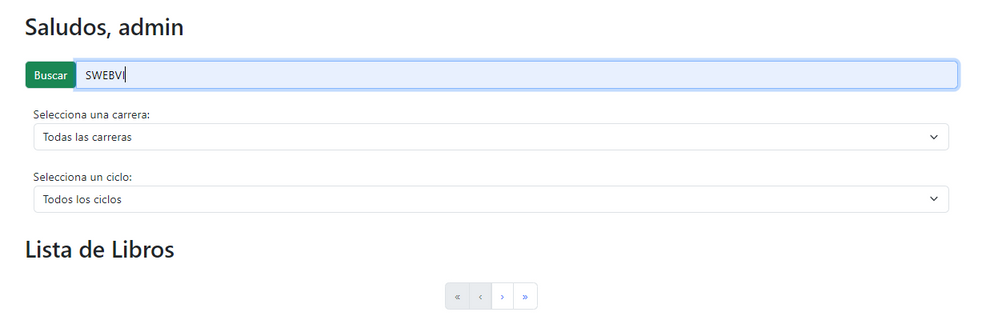 Saludos, admin
Buscar SWEBVI
Selecciona una carrera:
Todas las carreras
Selecciona un ciclo:
Todos los ciclos
Lista de Libros
« ‹ › »